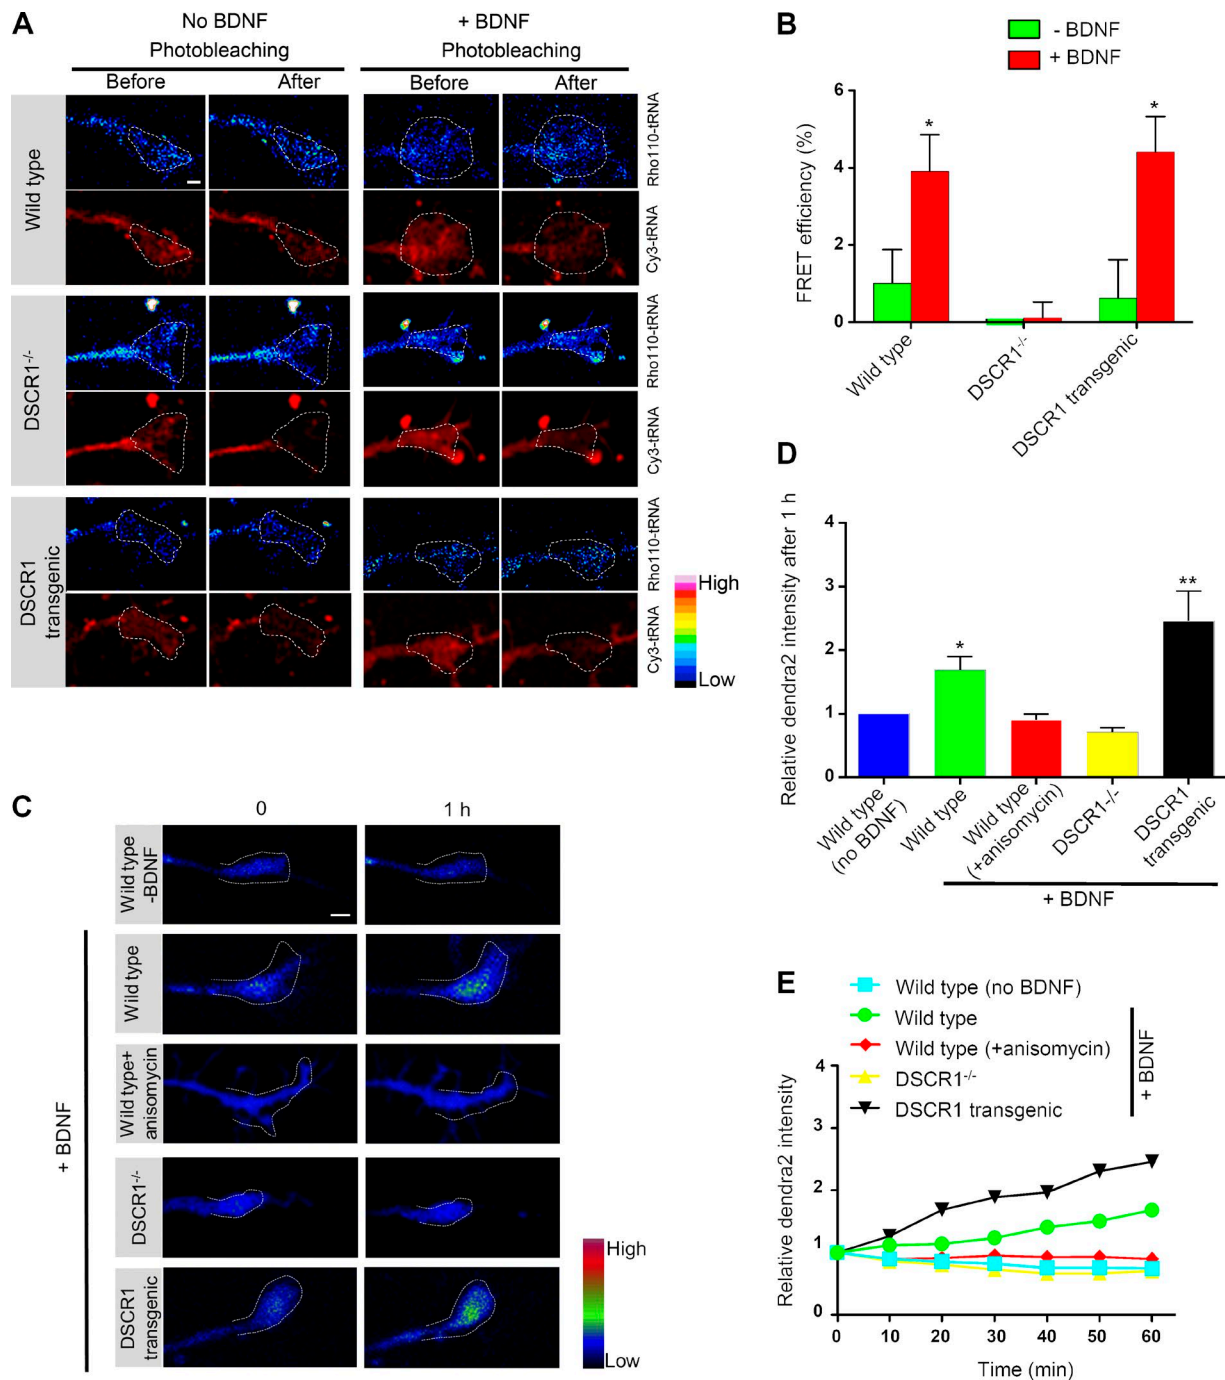 A
No BDNF
+ BDNF
Photobleaching
Photobleaching
Before
After
Before
After
Wild type
Rho110-tRNA
Cy3-tRNA
DSCR1-/-
Rho110-tRNA
Cy3-tRNA
DSCR1
transgenic
Rho110-tRNA
Cy3-tRNA
High
Low
B
- BDNF
+ BDNF
FRET efficiency (%)
6
4
2
0
*
*
Wild type
DSCR1-/-
DSCR1 transgenic
C
0
1 h
Wild type
-BDNF
+ BDNF
Wild type
Wild type+
anisomycin
DSCR1-/-
DSCR1
transgenic
High
Low
D
Relative dendra2 intensity after 1 h
4
3
2
1
0
*
**
Wild type
(no BDNF)
Wild type
Wild type
(+anisomycin)
DSCR1-/-
DSCR1
transgenic
+ BDNF
E
Wild type (no BDNF)
Wild type
Wild type (+anisomycin)
DSCR1-/-
DSCR1 transgenic
+ BDNF
Relative dendra2 intensity
4
3
2
1
0
0 10 20 30 40 50 60
Time (min)